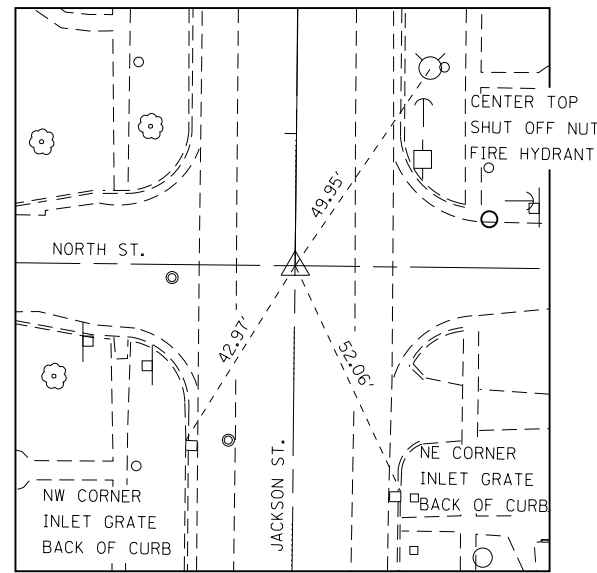 CENTER TOP
SHUT OFF NUT
FIRE HYDRANT
49.95'
NORTH ST.
42.97'
52.06'
JACKSON ST.
NE CORNER
INLET GRATE
BACK OF CURB
NW CORNER
INLET GRATE
BACK OF CURB